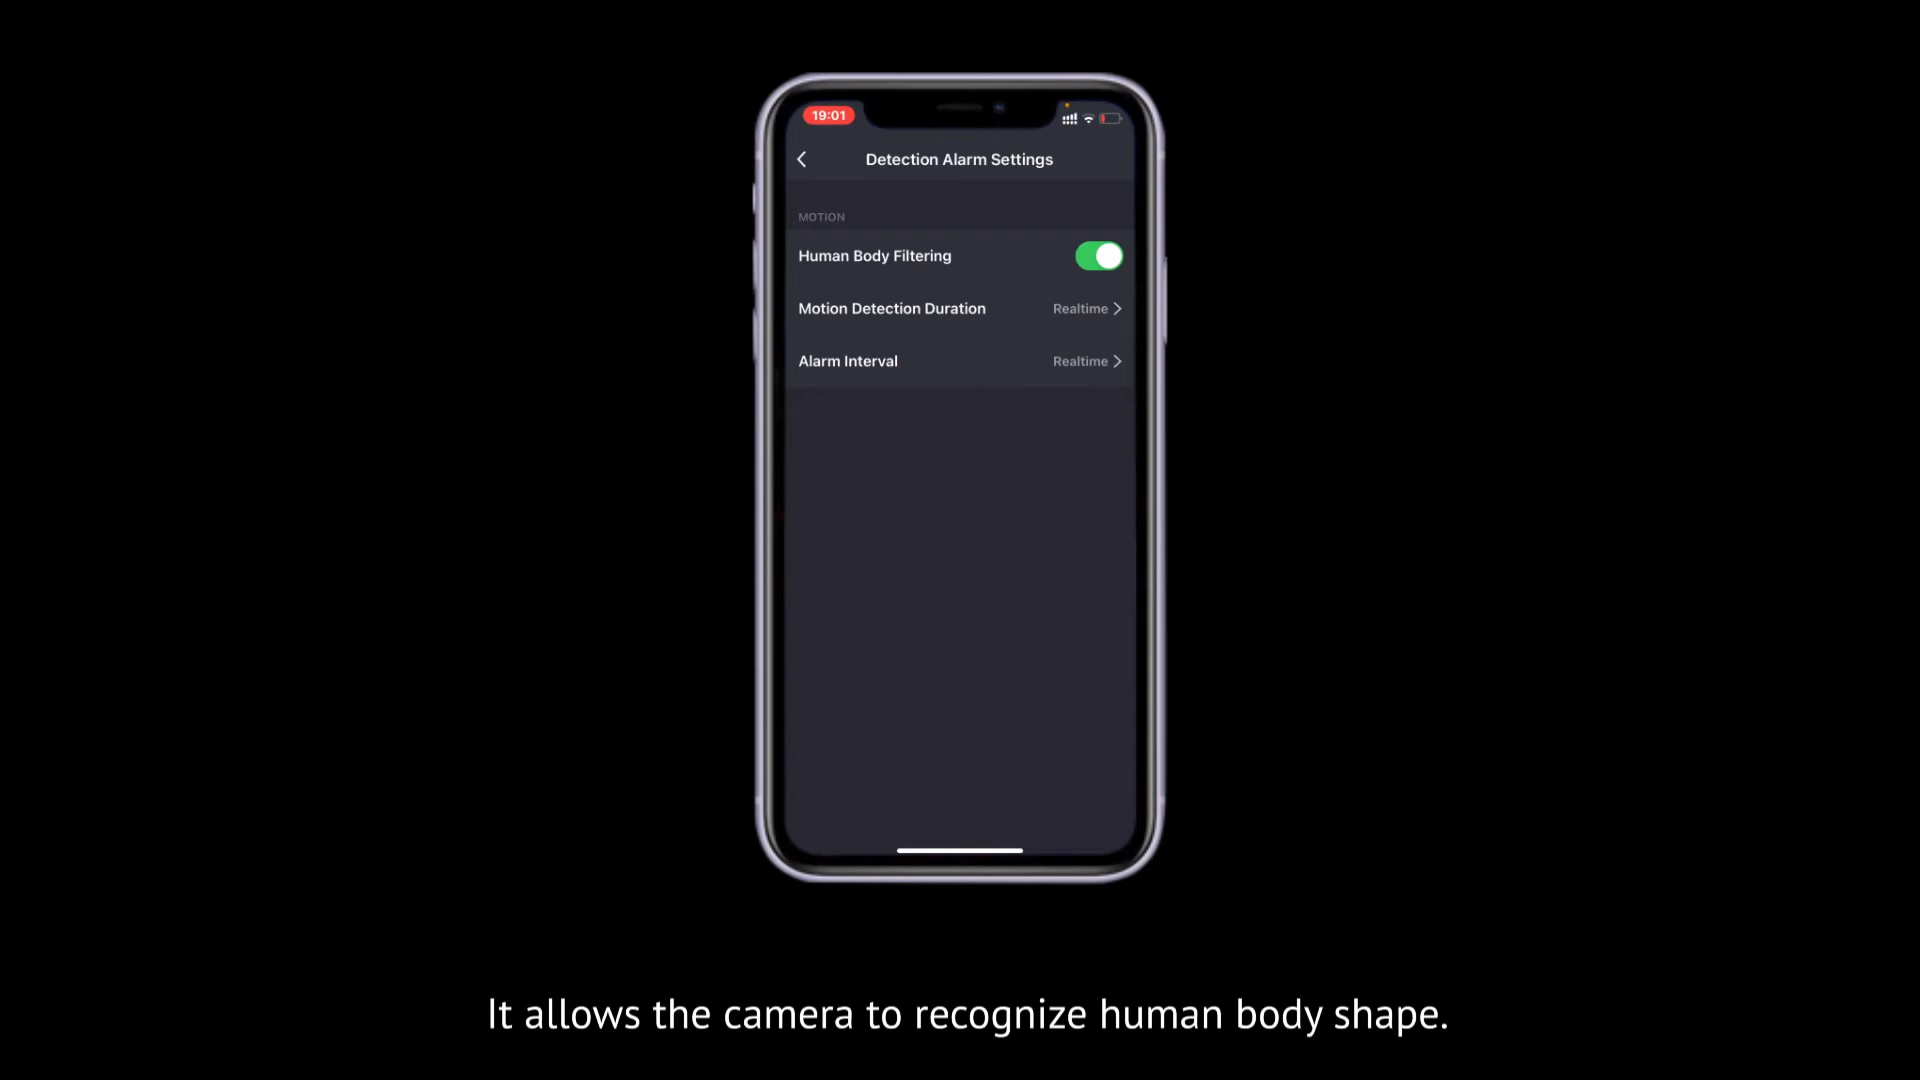 19:01
Detection Alarm Settings
MOTION
Human Body Filtering
Motion Detection Duration Realtime
Alarm Interval Realtime
It allows the camera to recognize human body shape.